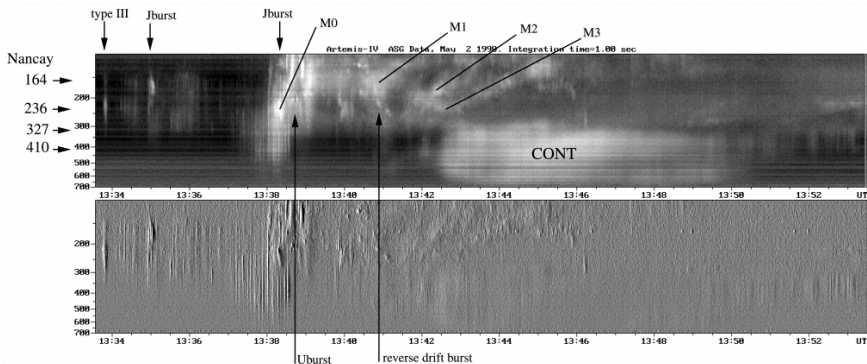 type III
Jburst
Jburst
M0
M1
M2
M3
Artemis-IV ASG Data, May 2 1998. Integration time=1.00 sec
Nancay
164
236
327
410
200
300
400
500
600
700
CONT
13:34 13:36 13:38 13:40 13:42 13:44 13:46 13:48 13:50 13:52 UT
200
300
400
500
600
700
13:34 13:36 13:38 13:40 13:42 13:44 13:46 13:48 13:50 13:52 UT
Uburst
reverse drift burst